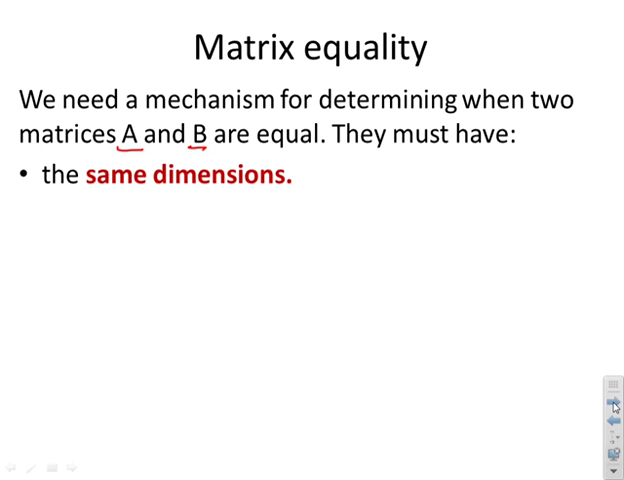 Matrix equality
We need a mechanism for determining when two
matrices A and B are equal. They must have:
• the same dimensions.